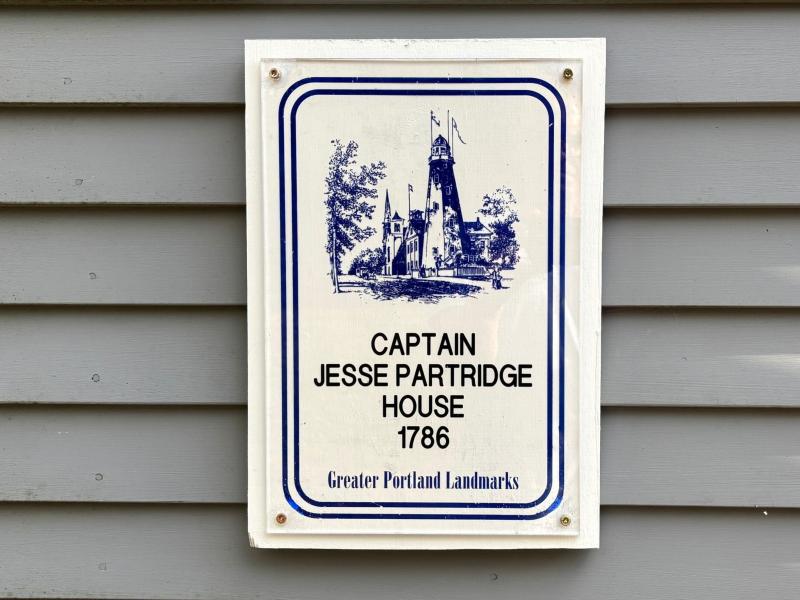 CAPTAIN
JESSE PARTRIDGE
HOUSE
1786
Greater Portland Landmarks